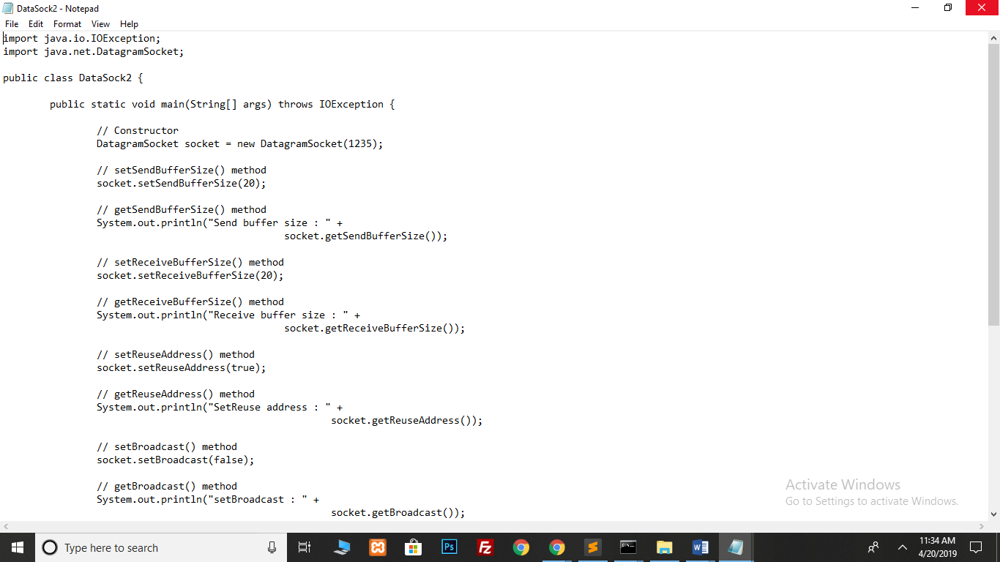 DataSock2 - Notepad
File Edit Format View Help
import java.io.IOException;
import java.net.DatagramSocket;

public class DataSock2 {

        public static void main(String[] args) throws IOException {

                // Constructor
                DatagramSocket socket = new DatagramSocket(1235);

                // setSendBufferSize() method
                socket.setSendBufferSize(20);

                // getSendBufferSize() method
                System.out.println("Send buffer size : " +
                                                socket.getSendBufferSize());

                // setReceiveBufferSize() method
                socket.setReceiveBufferSize(20);

                // getReceiveBufferSize() method
                System.out.println("Receive buffer size : " +
                                                socket.getReceiveBufferSize());

                // setReuseAddress() method
                socket.setReuseAddress(true);

                // getReuseAddress() method
                System.out.println("SetReuse address : " +
                                                        socket.getReuseAddress());

                // setBroadcast() method
                socket.setBroadcast(false);

                // getBroadcast() method
                System.out.println("setBroadcast : " +
                                                        socket.getBroadcast());
Activate Windows
Go to Settings to activate Windows.
Type here to search
Ps
Fz
11:34 AM
4/20/2019